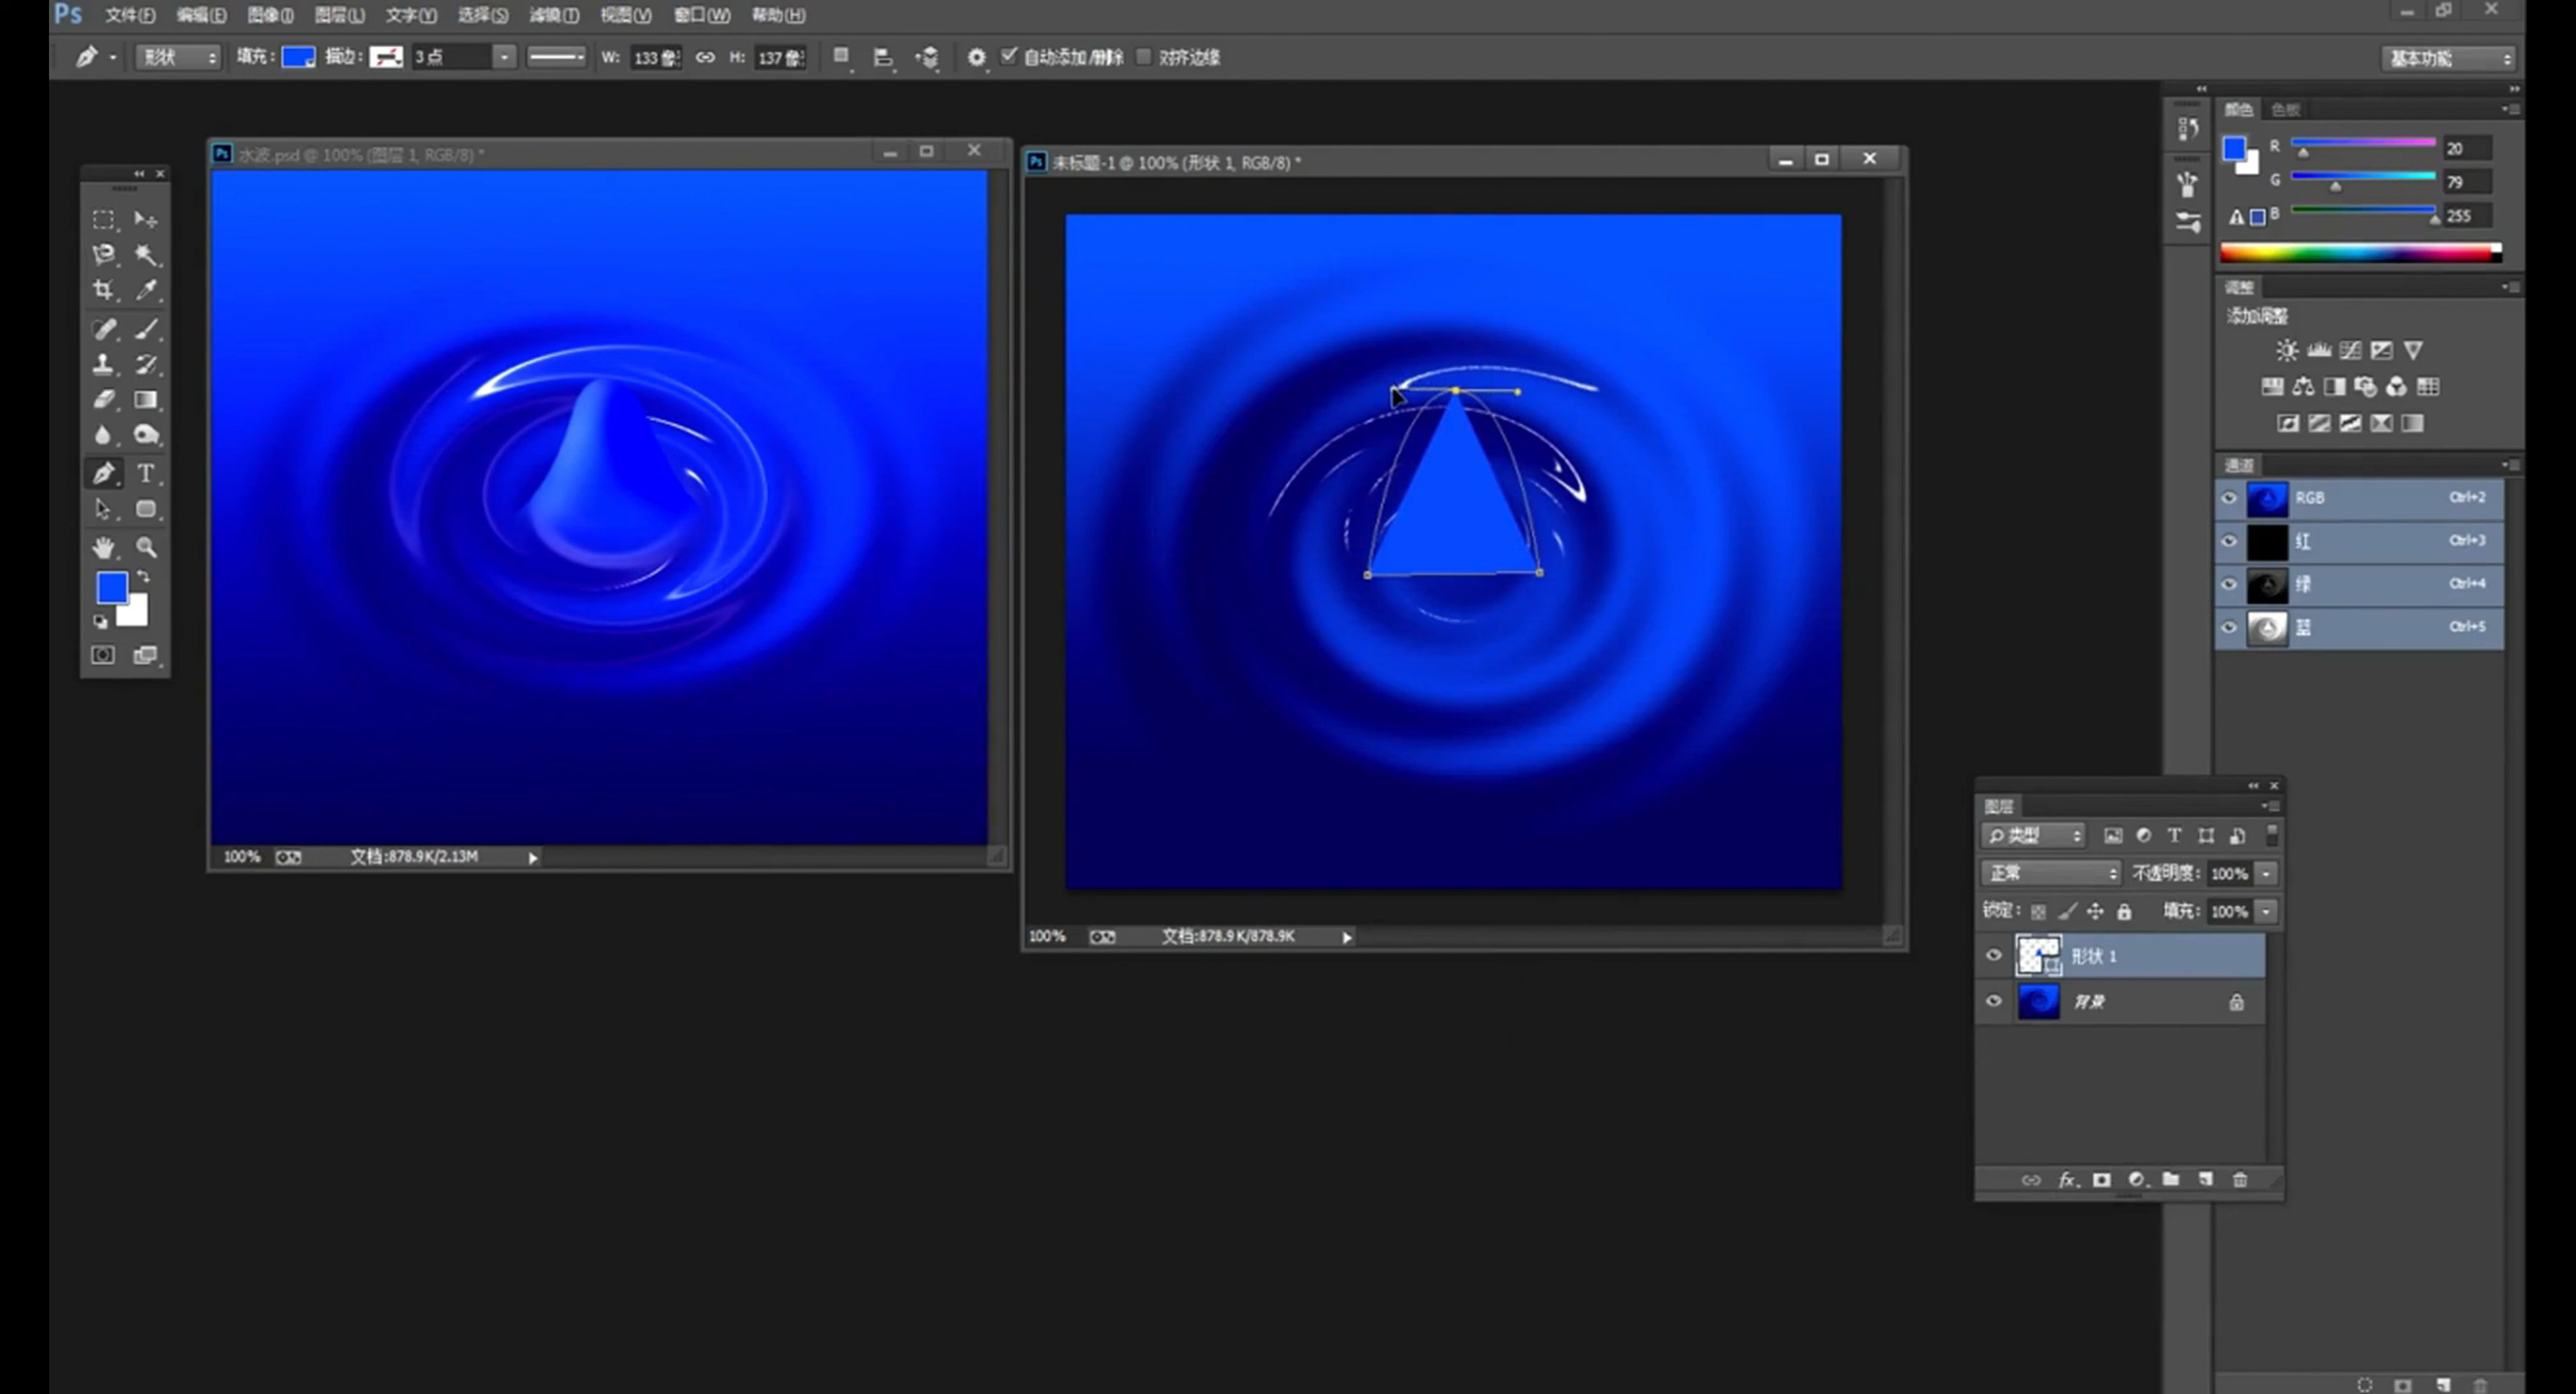 Ps 文件(F) 编辑(E) 图像(I) 图层(L) 文字(Y) 选择(S) 滤镜(T) 视图(V) 窗口(W) 帮助(H)
形状 填充: 描边: 3点 W: 133 像 H: 137 像 自动添加/删除 对齐边缘 基本功能
Ps 水波.psd @ 100% (图层 1, RGB/8) *
100% 文档:878.9K/2.13M
Ps 未标题-1 @ 100% (形状 1, RGB/8) *
100% 文档:878.9K/878.9K
颜色 色板
R 20
G 79
B 255
调整
添加调整
通道
RGB Ctrl+2
红 Ctrl+3
绿 Ctrl+4
蓝 Ctrl+5
图层
类型
正常 不透明度: 100%
锁定: 填充: 100%
形状 1
背景
fx